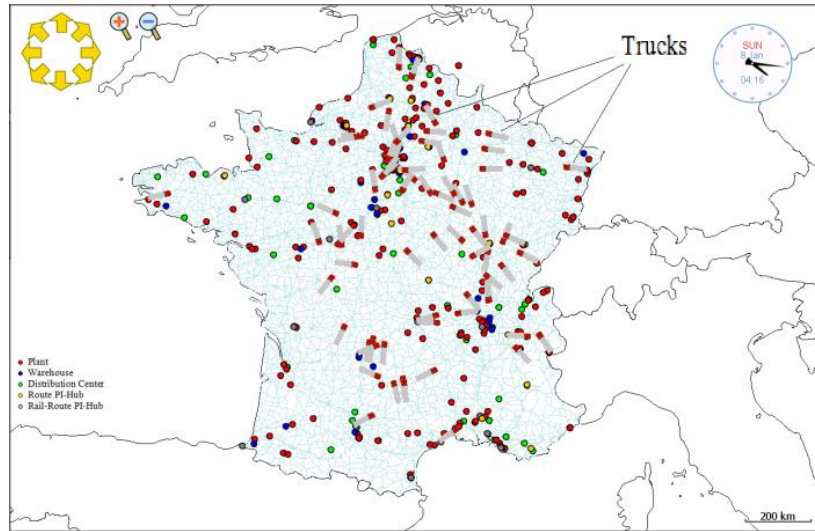 Trucks
SUN
8 Jan
04:16
Plant
Warehouse
Distribution Center
Route PI-Hub
Rail-Route PI-Hub
200 km